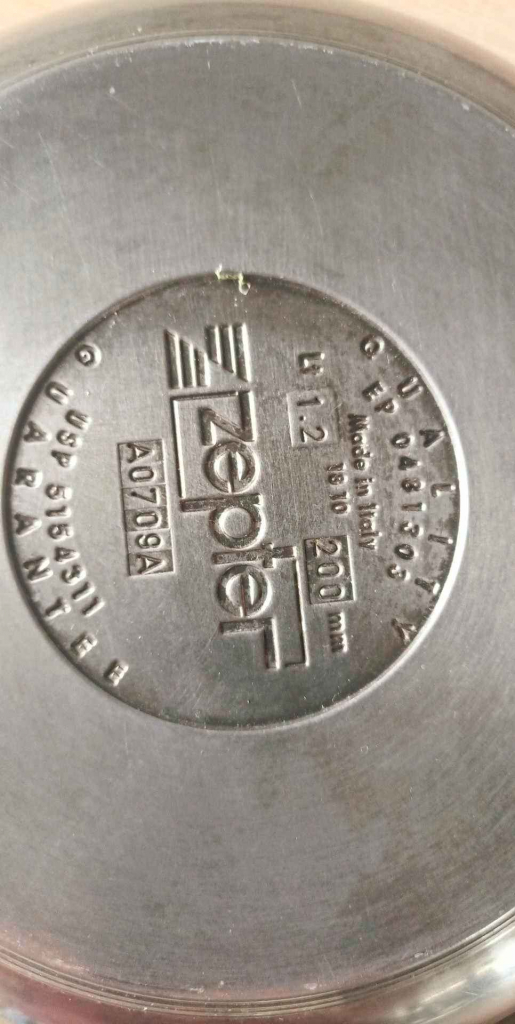 QUALITY
EP 0481303
Made in Italy
18 10
Lt 1.2 200 mm
zepter
A0709A
USP 5154311
GUARANTEE